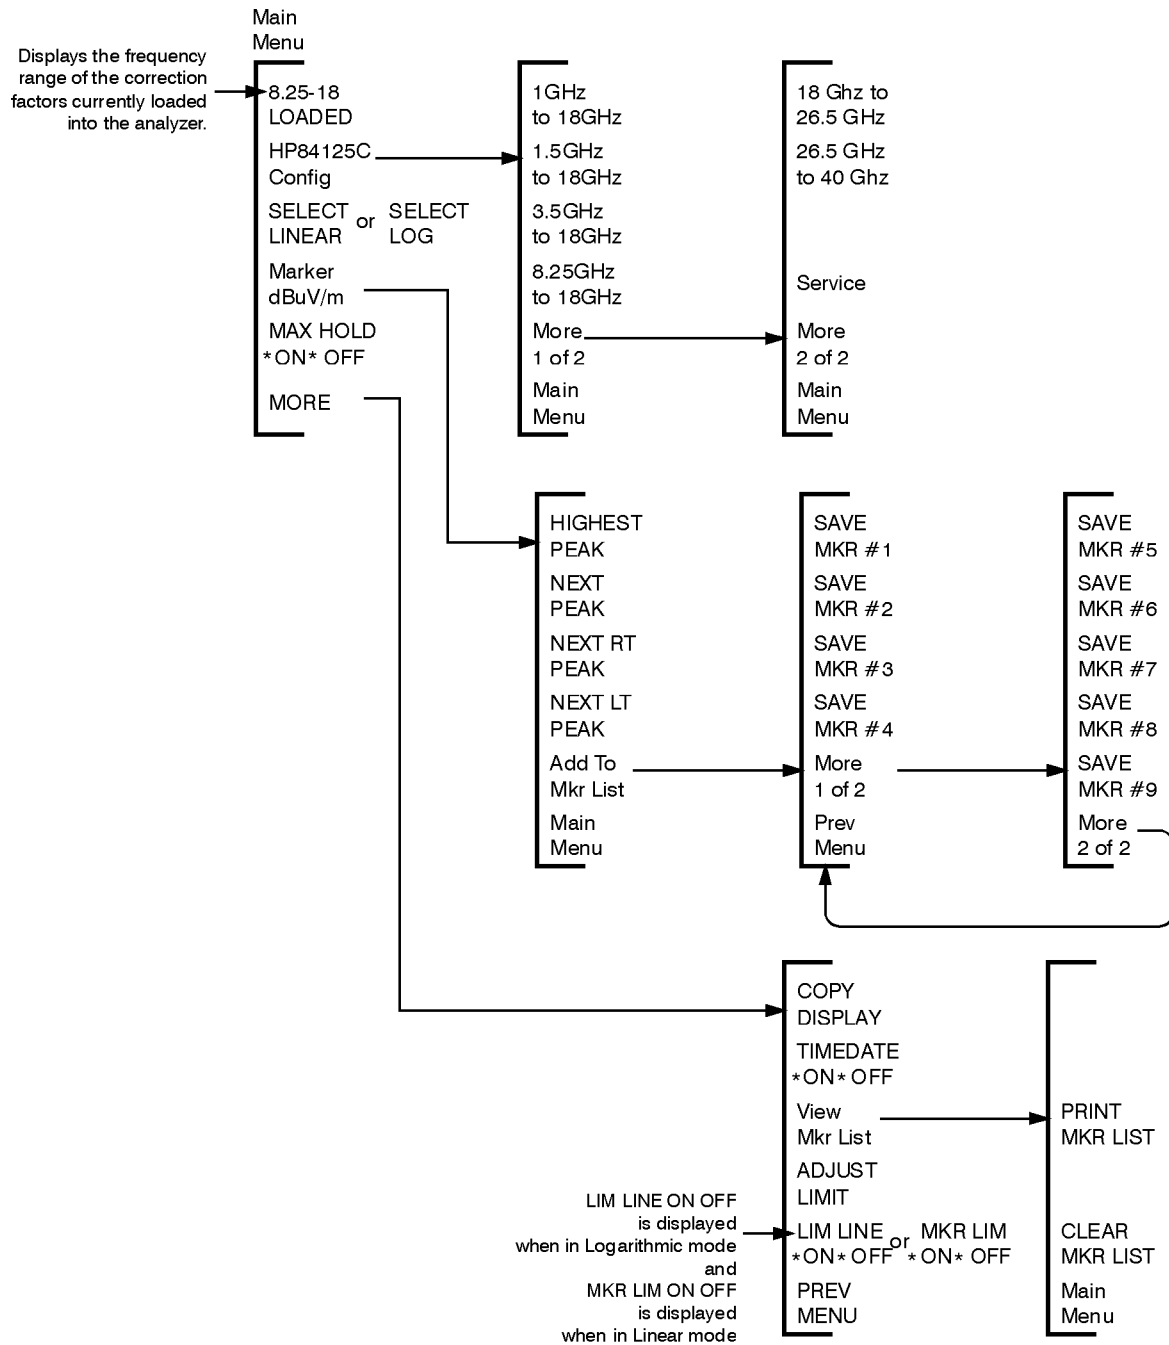 Main
Menu
Displays the frequency
range of the correction
factors currently loaded
into the analyzer.
8.25-18
LOADED
HP84125C
Config
SELECT
LINEAR
or
SELECT
LOG
Marker
dBuV/m
MAX HOLD
*ON* OFF
MORE
1GHz
to 18GHz
1.5GHz
to 18GHz
3.5GHz
to 18GHz
8.25GHz
to 18GHz
More
1 of 2
Main
Menu
18 Ghz to
26.5 GHz
26.5 GHz
to 40 Ghz
Service
More
2 of 2
Main
Menu
HIGHEST
PEAK
NEXT
PEAK
NEXT RT
PEAK
NEXT LT
PEAK
Add To
Mkr List
Main
Menu
SAVE
MKR #1
SAVE
MKR #2
SAVE
MKR #3
SAVE
MKR #4
More
1 of 2
Prev
Menu
SAVE
MKR #5
SAVE
MKR #6
SAVE
MKR #7
SAVE
MKR #8
SAVE
MKR #9
More
2 of 2
COPY
DISPLAY
TIMEDATE
*ON* OFF
View
Mkr List
ADJUST
LIMIT
LIM LINE
*ON* OFF
or
MKR LIM
*ON* OFF
PREV
MENU
LIM LINE ON OFF
is displayed
when in Logarithmic mode
and
MKR LIM ON OFF
is displayed
when in Linear mode
PRINT
MKR LIST
CLEAR
MKR LIST
Main
Menu